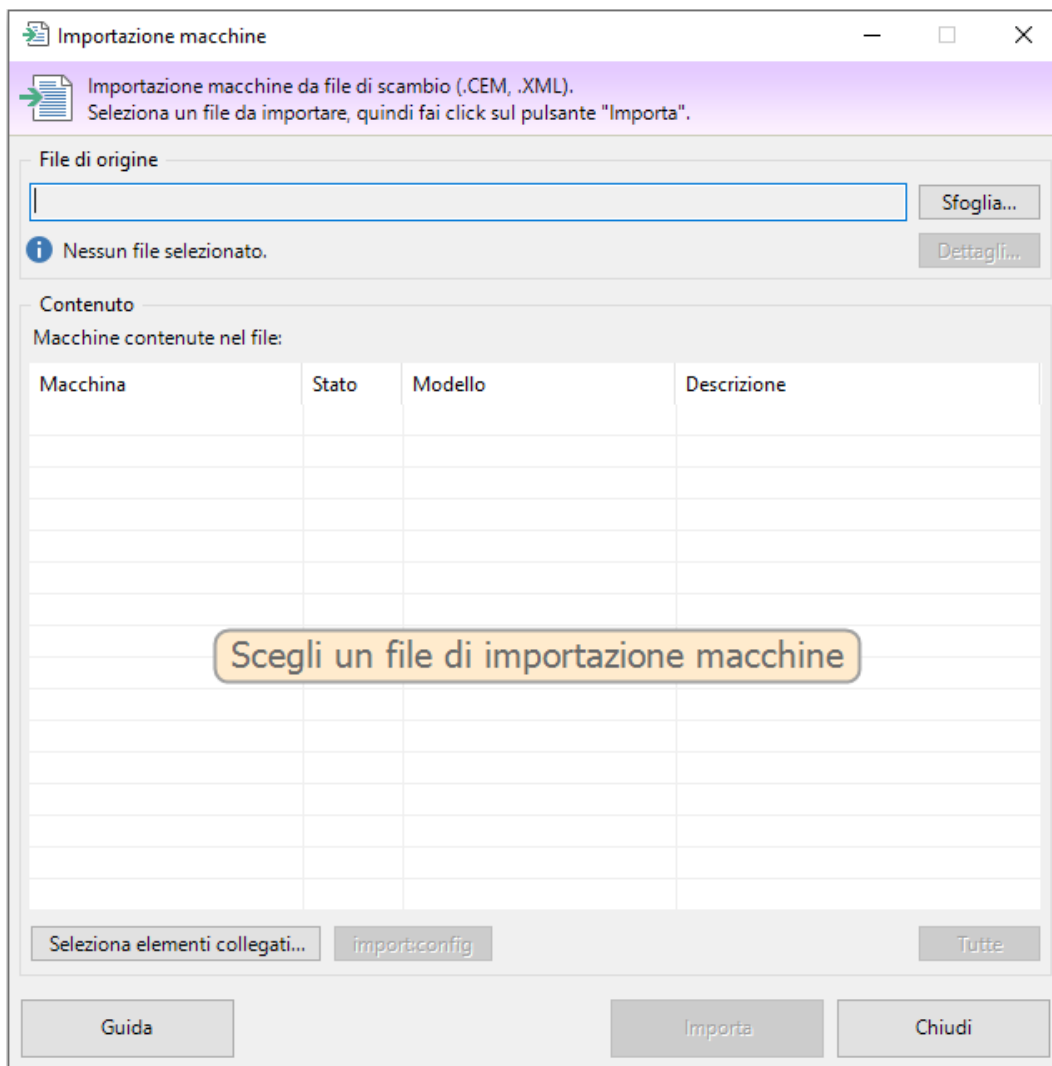 Importazione macchine
Importazione macchine da file di scambio (.CEM, .XML).
Seleziona un file da importare, quindi fai click sul pulsante "Importa".
File di origine
Sfoglia...
Nessun file selezionato.
Dettagli...
Contenuto
Macchine contenute nel file:
Macchina Stato Modello Descrizione
Scegli un file di importazione macchine
Seleziona elementi collegati... import:config Tutte
Guida Importa Chiudi